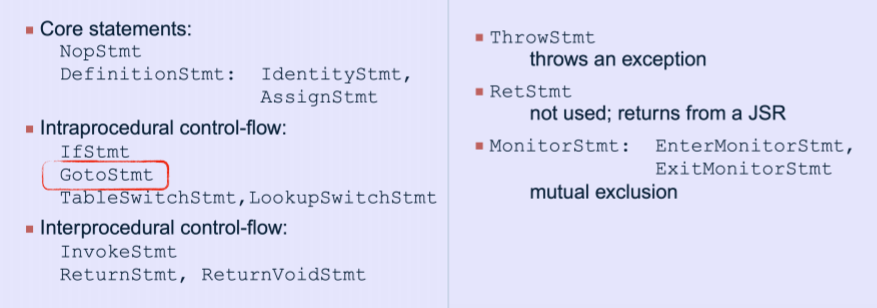 Core statements:
NopStmt
DefinitionStmt: IdentityStmt,
AssignStmt
Intraprocedural control-flow:
IfStmt
GotoStmt
TableSwitchStmt,LookupSwitchStmt
Interprocedural control-flow:
InvokeStmt
ReturnStmt, ReturnVoidStmt
ThrowStmt
throws an exception
RetStmt
not used; returns from a JSR
MonitorStmt: EnterMonitorStmt,
ExitMonitorStmt
mutual exclusion